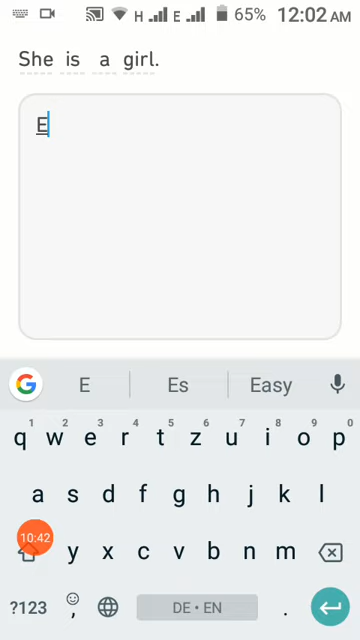 H E 65% 12:02 AM
She is a girl.
E
E Es Easy
1 2 3 4 5 6 7 8 9 0
q w e r t z u i o p
a s d f g h j k l
10:42
y x c v b n m
?123 , DE • EN .